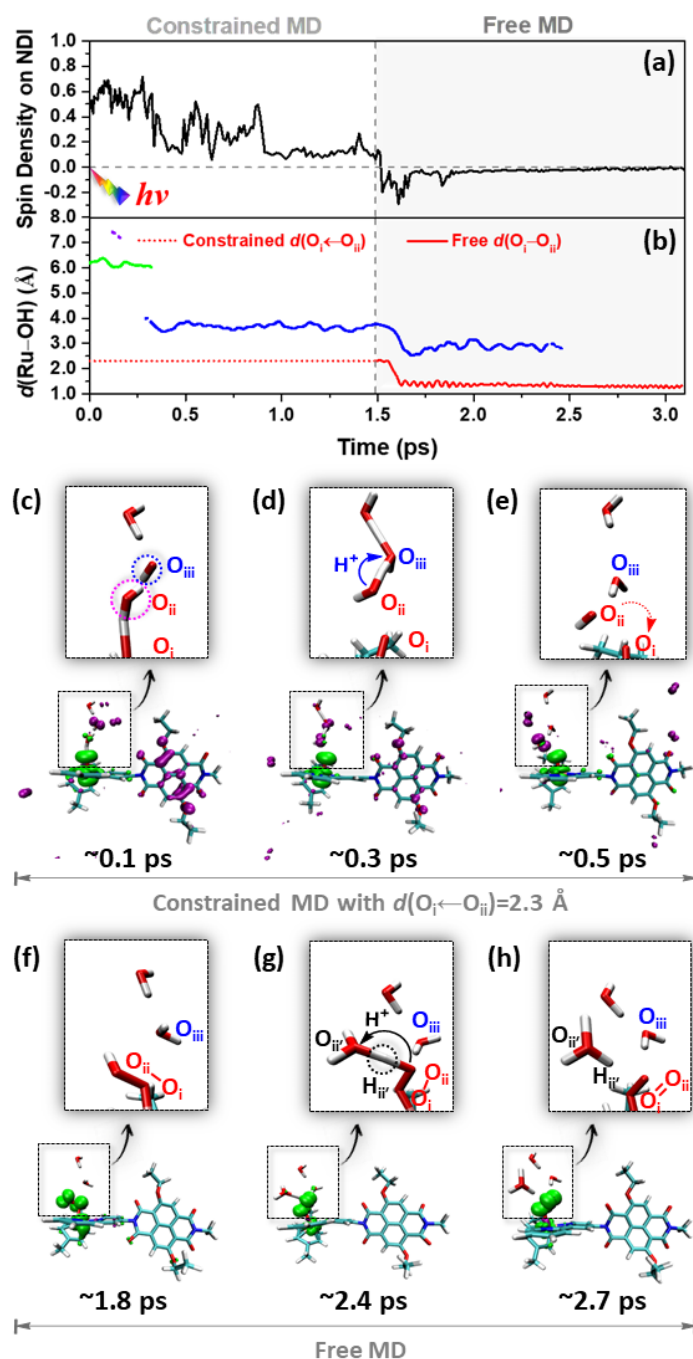 Constrained MD Free MD
(a)
Spin Density on NDI
1.0
0.8
0.6
0.4
0.2
0.0
-0.2
hν
(b)
Constrained d(Oᵢ←Oᵢᵢ) Free d(Oᵢ–Oᵢᵢ)
d(Ru–OH) (Å)
8.0
7.0
6.0
5.0
4.0
3.0
2.0
1.0
0.0 0.5 1.0 1.5 2.0 2.5 3.0
Time (ps)
(c) (d) (e)
Oᵢᵢᵢ
Oᵢᵢ
Oᵢ
H⁺ Oᵢᵢᵢ
Oᵢᵢ
Oᵢ
Oᵢᵢᵢ
Oᵢᵢ
Oᵢ
~0.1 ps ~0.3 ps ~0.5 ps
Constrained MD with d(Oᵢ←Oᵢᵢ)=2.3 Å
(f) (g) (h)
Oᵢᵢᵢ
Oᵢᵢ
Oᵢ
H⁺
Oᵢᵢ' Oᵢᵢᵢ
Hᵢᵢ' Oᵢᵢ
Oᵢ
Oᵢᵢ' Oᵢᵢᵢ
Hᵢᵢ' Oᵢᵢ
Oᵢ
~1.8 ps ~2.4 ps ~2.7 ps
Free MD